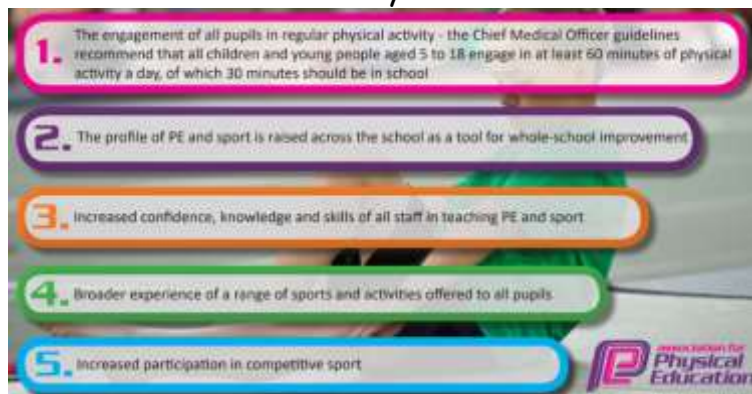 1. The engagement of all pupils in regular physical activity - the Chief Medical Officer guidelines
recommend that all children and young people aged 5 to 18 engage in at least 60 minutes of physical
activity a day, of which 30 minutes should be in school
2. The profile of PE and sport is raised across the school as a tool for whole-school improvement
3. Increased confidence, knowledge and skills of all staff in teaching PE and sport
4. Broader experience of a range of sports and activities offered to all pupils
5. Increased participation in competitive sport
association for
Physical
Education